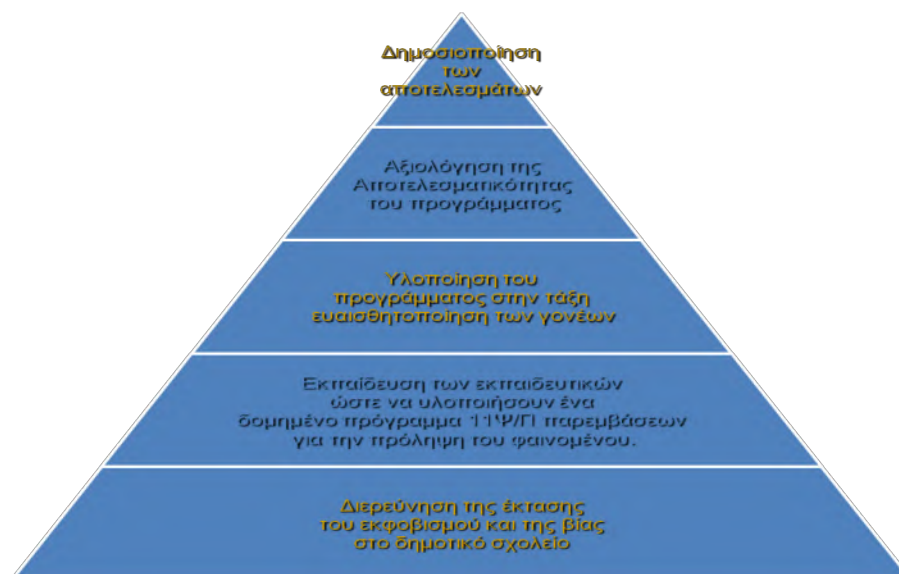 Δημοσιοποίηση
των
αποτελεσμάτων
Αξιολόγηση της
Αποτελεσματικότητας
του προγράμματος
Υλοποίηση του
προγράμματος στην τάξη
ευαισθητοποίηση των γονέων
Εκπαίδευση των εκπαιδευτικών
ώστε να υλοποιήσουν ένα
δομημένο πρόγραμμα 11Ψ/Π παρεμβάσεων
για την πρόληψη του φαινομένου.
Διερεύνηση της έκτασης
του εκφοβισμού και της βίας
στο δημοτικό σχολείο